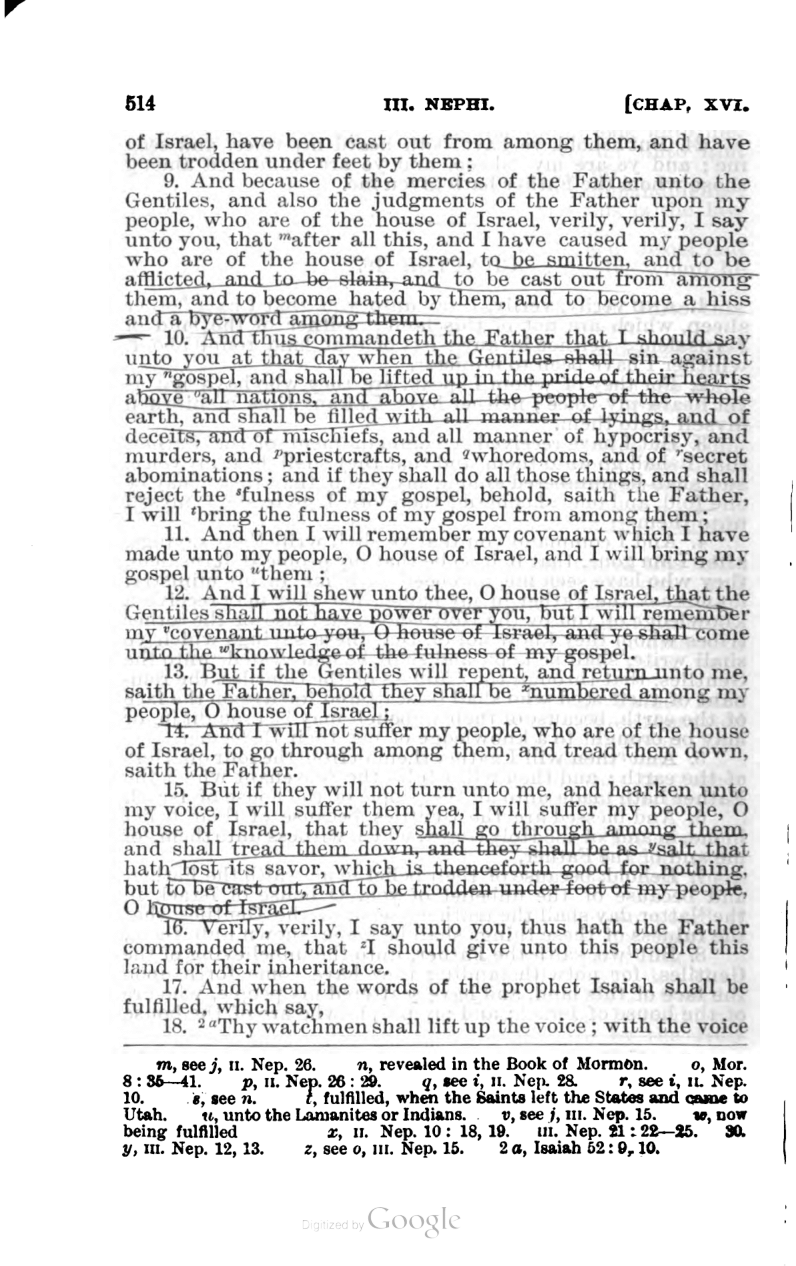 514 III. NEPHI. [CHAP, XVI.
of Israel, have been cast out from among them, and have
been trodden under feet by them;
9. And because of the mercies of the Father unto the
Gentiles, and also the judgments of the Father upon my
people, who are of the house of Israel, verily, verily, I say
unto you, that ᵐafter all this, and I have caused my people
who are of the house of Israel, to be smitten, and to be
afflicted, and to be slain, and to be cast out from among
them, and to become hated by them, and to become a hiss
and a bye-word among them.
10. And thus commandeth the Father that I should say
unto you at that day when the Gentiles shall sin against
my ⁿgospel, and shall be lifted up in the pride of their hearts
above ᵒall nations, and above all the people of the whole
earth, and shall be filled with all manner of lyings, and of
deceits, and of mischiefs, and all manner of hypocrisy, and
murders, and ᵖpriestcrafts, and qwhoredoms, and of ʳsecret
abominations; and if they shall do all those things, and shall
reject the ˢfulness of my gospel, behold, saith the Father,
I will ᵗbring the fulness of my gospel from among them;
11. And then I will remember my covenant which I have
made unto my people, O house of Israel, and I will bring my
gospel unto ᵘthem;
12. And I will shew unto thee, O house of Israel, that the
Gentiles shall not have power over you, but I will remember
my ᵛcovenant unto you, O house of Israel, and ye shall come
unto the ʷknowledge of the fulness of my gospel.
13. But if the Gentiles will repent, and return unto me,
saith the Father, behold they shall be ˣnumbered among my
people, O house of Israel;
14. And I will not suffer my people, who are of the house
of Israel, to go through among them, and tread them down,
saith the Father.
15. But if they will not turn unto me, and hearken unto
my voice, I will suffer them yea, I will suffer my people, O
house of Israel, that they shall go through among them,
and shall tread them down, and they shall be as ʸsalt that
hath lost its savor, which is thenceforth good for nothing,
but to be cast out, and to be trodden under foot of my people,
O house of Israel.
16. Verily, verily, I say unto you, thus hath the Father
commanded me, that ᶻI should give unto this people this
land for their inheritance.
17. And when the words of the prophet Isaiah shall be
fulfilled, which say,
18. ²ᵃThy watchmen shall lift up the voice; with the voice
m, see j, II. Nep. 26. n, revealed in the Book of Mormon. o, Mor.
8:35—41. p, II. Nep. 26:29. q, see i, II. Nep. 28. r, see i, II. Nep.
10. s, see n. t, fulfilled, when the Saints left the States and came to
Utah. u, unto the Lamanites or Indians. v, see j, III. Nep. 15. w, now
being fulfilled x, II. Nep. 10: 18, 19. III. Nep. 21:22—25. 30.
y, III. Nep. 12, 13. z, see o, III. Nep. 15. 2 a, Isaiah 52:9, 10.
Digitized by Google